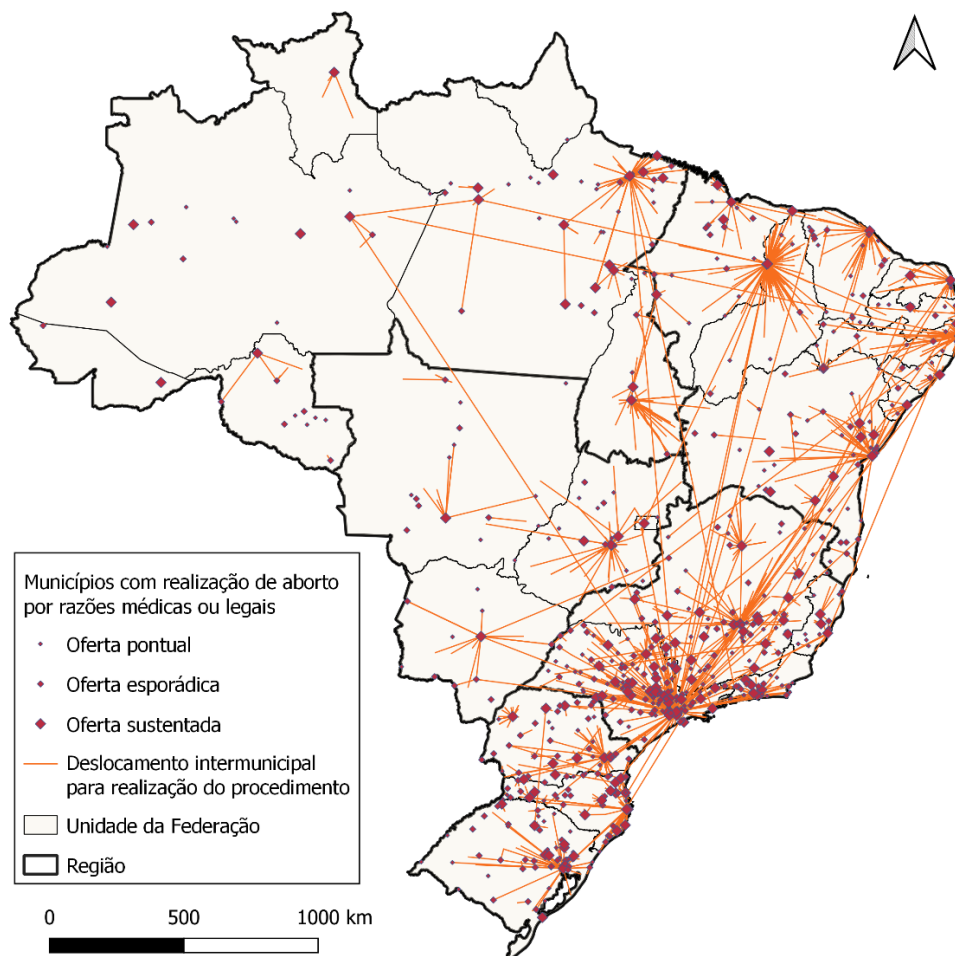 Municípios com realização de aborto
por razões médicas ou legais
Oferta pontual
Oferta esporádica
Oferta sustentada
Deslocamento intermunicipal
para realização do procedimento
Unidade da Federação
Região
0 500 1000 km